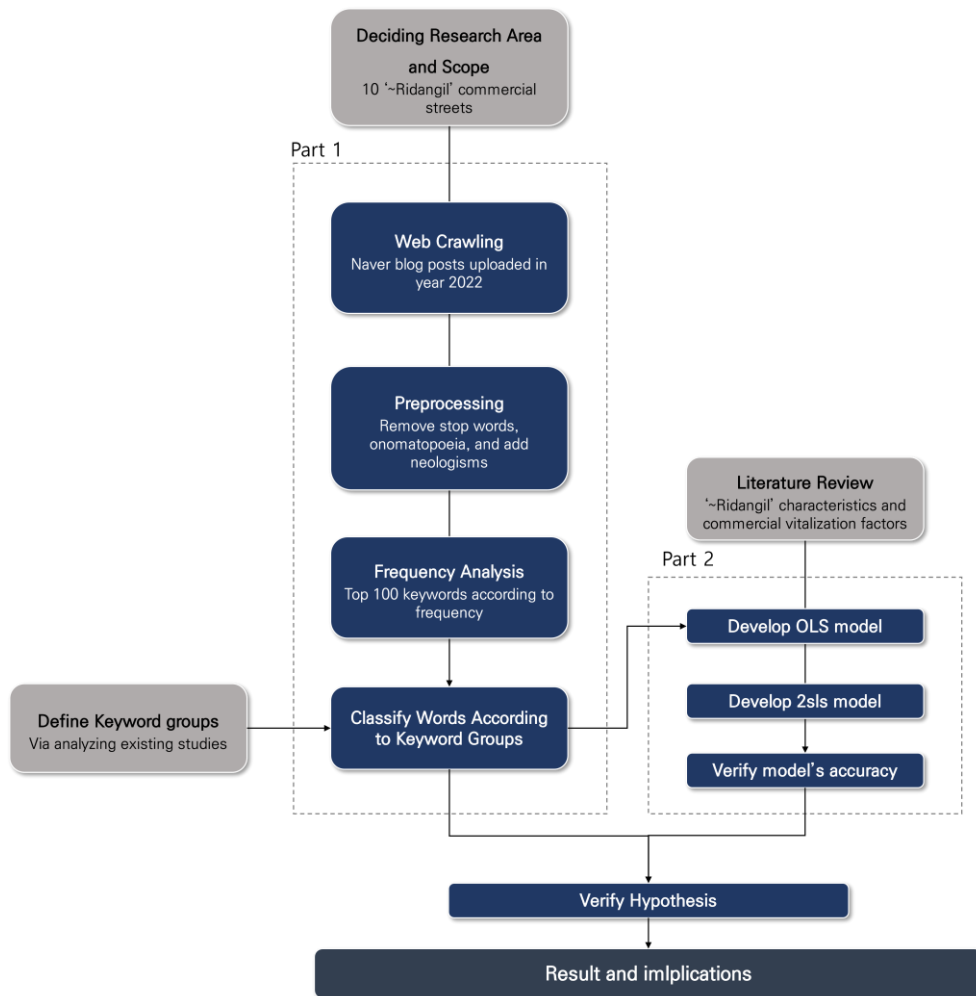 Deciding Research Area
and Scope
10 ‘~Ridangil’ commercial
streets
Part 1
Web Crawling
Naver blog posts uploaded in
year 2022
Preprocessing
Remove stop words,
onomatopoeia, and add
neologisms
Literature Review
‘~Ridangil’ characteristics and
commercial vitalization factors
Frequency Analysis
Top 100 keywords according to
frequency
Part 2
Develop OLS model
Define Keyword groups
Via analyzing existing studies
Classify Words According
to Keyword Groups
Develop 2sls model
Verify model’s accuracy
Verify Hypothesis
Result and imlplications